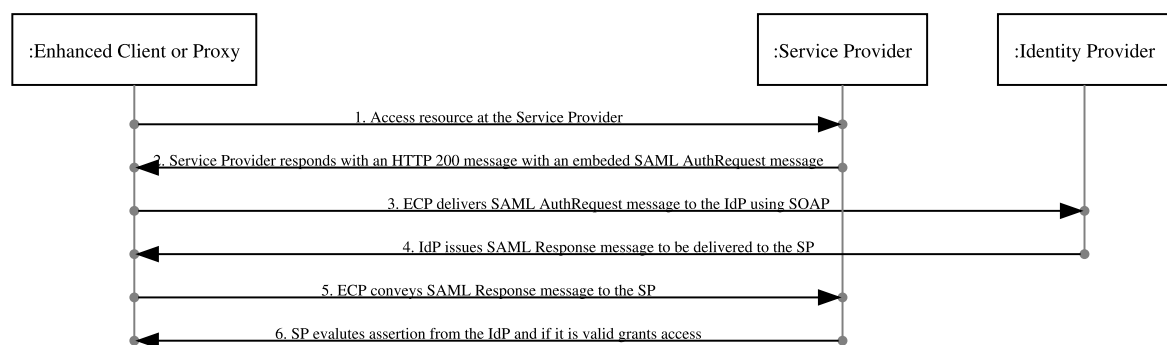 :Enhanced Client or Proxy
:Service Provider
:Identity Provider
1. Access resource at the Service Provider
2. Service Provider responds with an HTTP 200 message with an embeded SAML AuthRequest message
3. ECP delivers SAML AuthRequest message to the IdP using SOAP
4. IdP issues SAML Response message to be delivered to the SP
5. ECP conveys SAML Response message to the SP
6. SP evalutes assertion from the IdP and if it is valid grants access